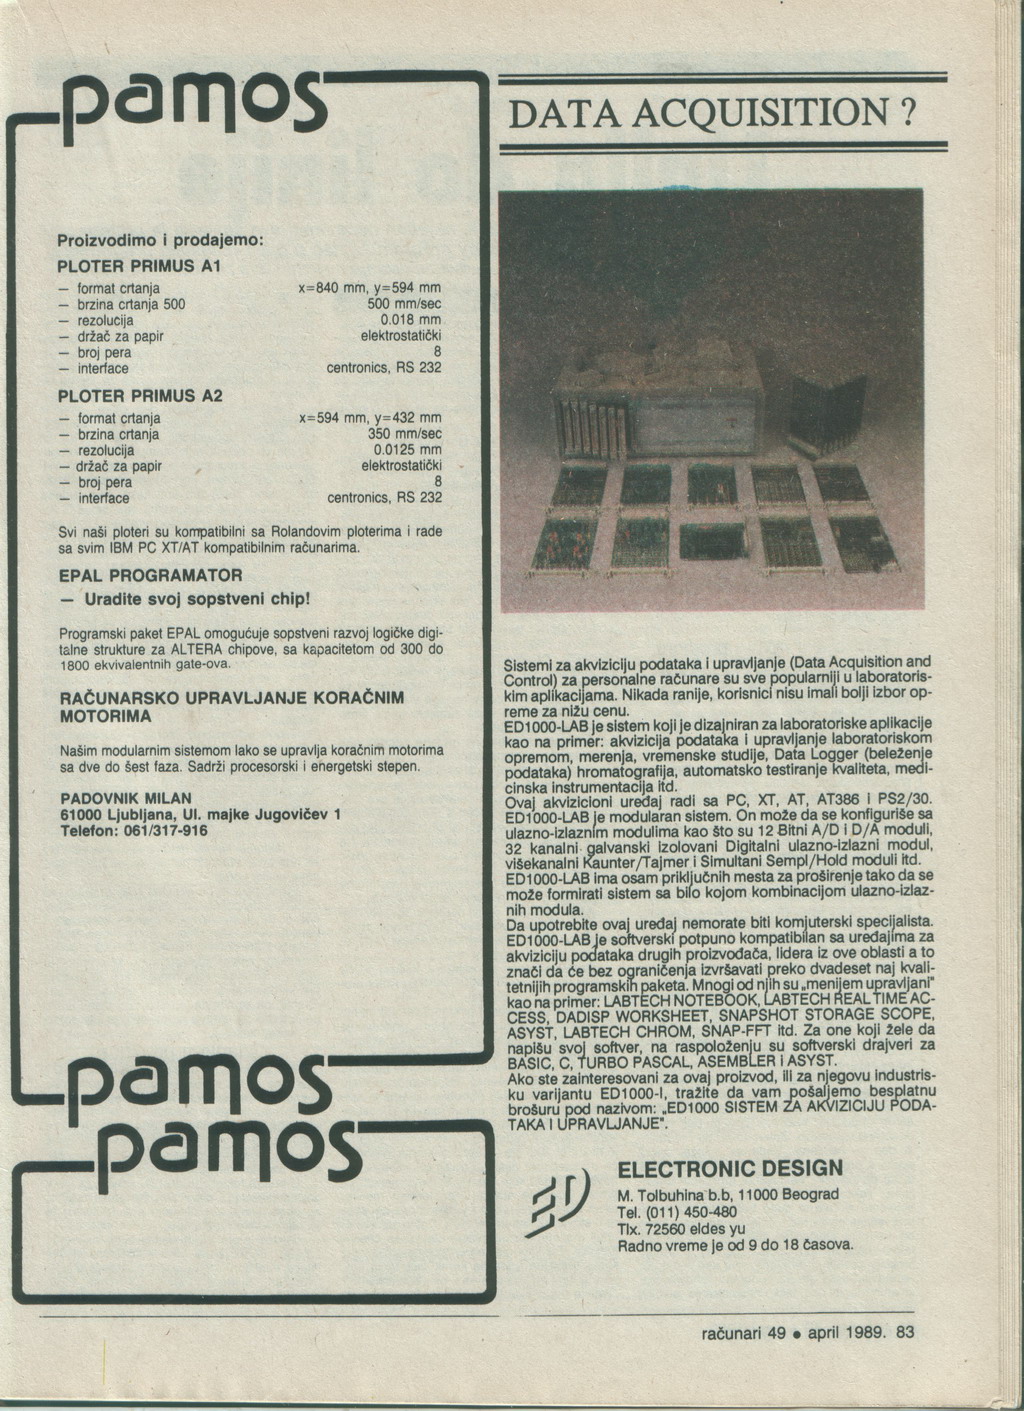 pamos
Proizvodimo i prodajemo:
PLOTER PRIMUS A1
— format crtanja x=840 mm, y=594 mm
— brzina crtanja 500 500 mm/sec
— rezolucija 0.018 mm
— držač za papir elektrostatički
— broj pera 8
— interface centronics, RS 232
PLOTER PRIMUS A2
— format crtanja x=594 mm, y=432 mm
— brzina crtanja 350 mm/sec
— rezolucija 0.0125 mm
— držač za papir elektrostatički
— broj pera 8
— interface centronics, RS 232
Svi naši ploteri su kompatibilni sa Rolandovim ploterima i rade
sa svim IBM PC XT/AT kompatibilnim računarima.
EPAL PROGRAMATOR
— Uradite svoj sopstveni chip!
Programski paket EPAL omogućuje sopstveni razvoj logičke digi-
talne strukture za ALTERA chipove, sa kapacitetom od 300 do
1800 ekvivalentnih gate-ova.
RAČUNARSKO UPRAVLJANJE KORAČNIM
MOTORIMA
Našim modularnim sistemom lako se upravlja koračnim motorima
sa dve do šest faza. Sadrži procesorski i energetski stepen.
PADOVNIK MILAN
61000 Ljubljana, Ul. majke Jugovičev 1
Telefon: 061/317-916
pamos
pamos
DATA ACQUISITION ?
Sistemi za akviziciju podataka i upravljanje (Data Acquisition and
Control) za personalne računare su sve popularniji u laboratoris-
kim aplikacijama. Nikada ranije, korisnici nisu imali bolji izbor op-
reme za nižu cenu.
ED1000-LAB je sistem koji je dizajniran za laboratoriske aplikacije
kao na primer: akvizicija podataka i upravljanje laboratoriskom
opremom, merenja, vremenske studije, Data Logger (beleženje
podataka) hromatografija, automatsko testiranje kvaliteta, medi-
cinska instrumentacija itd.
Ovaj akvizicioni uređaj radi sa PC, XT, AT, AT386 i PS2/30.
ED1000-LAB je modularan sistem. On može da se konfiguriše sa
ulazno-izlaznim modulima kao što su 12 Bitni A/D i D/A moduli,
32 kanalni galvanski izolovani Digitalni ulazno-izlazni modul,
višekanalni Kaunter/Tajmer i Simultani Sempl/Hold moduli itd.
ED1000-LAB ima osam priključnih mesta za proširenje tako da se
može formirati sistem sa bilo kojom kombinacijom ulazno-izlaz-
nih modula.
Da upotrebite ovaj uređaj nemorate biti komjuterski specijalista.
ED1000-LAB je softverski potpuno kompatibilan sa uređajima za
akviziciju podataka drugih proizvođača, lidera iz ove oblasti a to
znači da će bez ograničenja izvršavati preko dvadeset naj kvali-
tetnijih programskih paketa. Mnogi od njih su „menijem upravljani"
kao na primer: LABTECH NOTEBOOK, LABTECH REAL TIME AC-
CESS, DADISP WORKSHEET, SNAPSHOT STORAGE SCOPE,
ASYST, LABTECH CHROM, SNAP-FFT itd. Za one koji žele da
napišu svoj softver, na raspoloženju su softverski drajveri za
BASIC, C, TURBO PASCAL, ASEMBLER i ASYST.
Ako ste zainteresovani za ovaj proizvod, ili za njegovu industris-
ku varijantu ED1000-I, tražite da vam pošaljemo besplatnu
brošuru pod nazivom: „ED1000 SISTEM ZA AKVIZICIJU PODA-
TAKA I UPRAVLJANJE".
ED
ELECTRONIC DESIGN
M. Tolbuhina b.b, 11000 Beograd
Tel. (011) 450-480
Tlx. 72560 eldes yu
Radno vreme je od 9 do 18 časova.
računari 49 • april 1989. 83